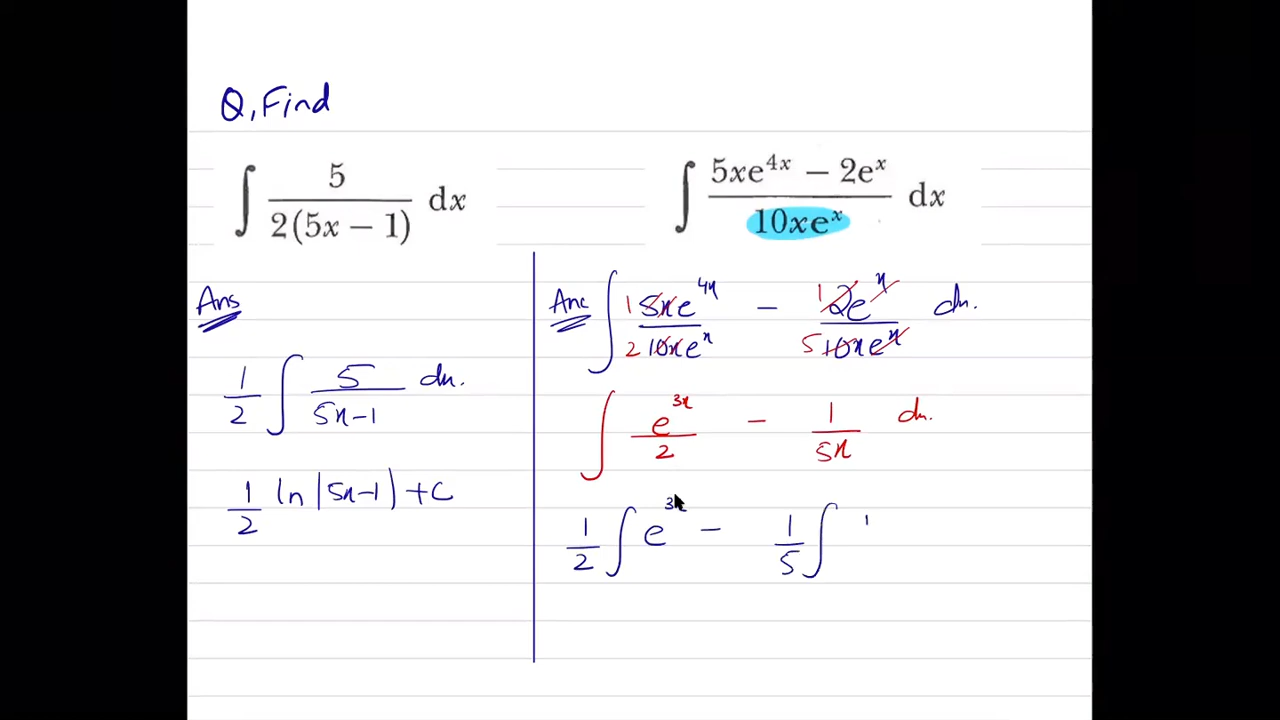 Q, Find
∫ 5 / 2(5x − 1) dx
∫ (5xe^{4x} − 2e^x) / 10xe^x dx
Ans
1/2 ∫ 5 / (5x−1) dx.
1/2 ln |5x−1| + c
Ans ∫ 1 5xe^{4x} / 2 10xe^x − 1 2e^x / 5 10xe^x dx.
∫ e^{3x} / 2 − 1 / 5x dx.
1/2 ∫ e^{3x} − 1/5 ∫ 1